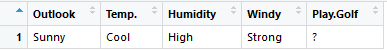 Outlook Temp. Humidity Windy Play.Golf
1 Sunny Cool High Strong ?